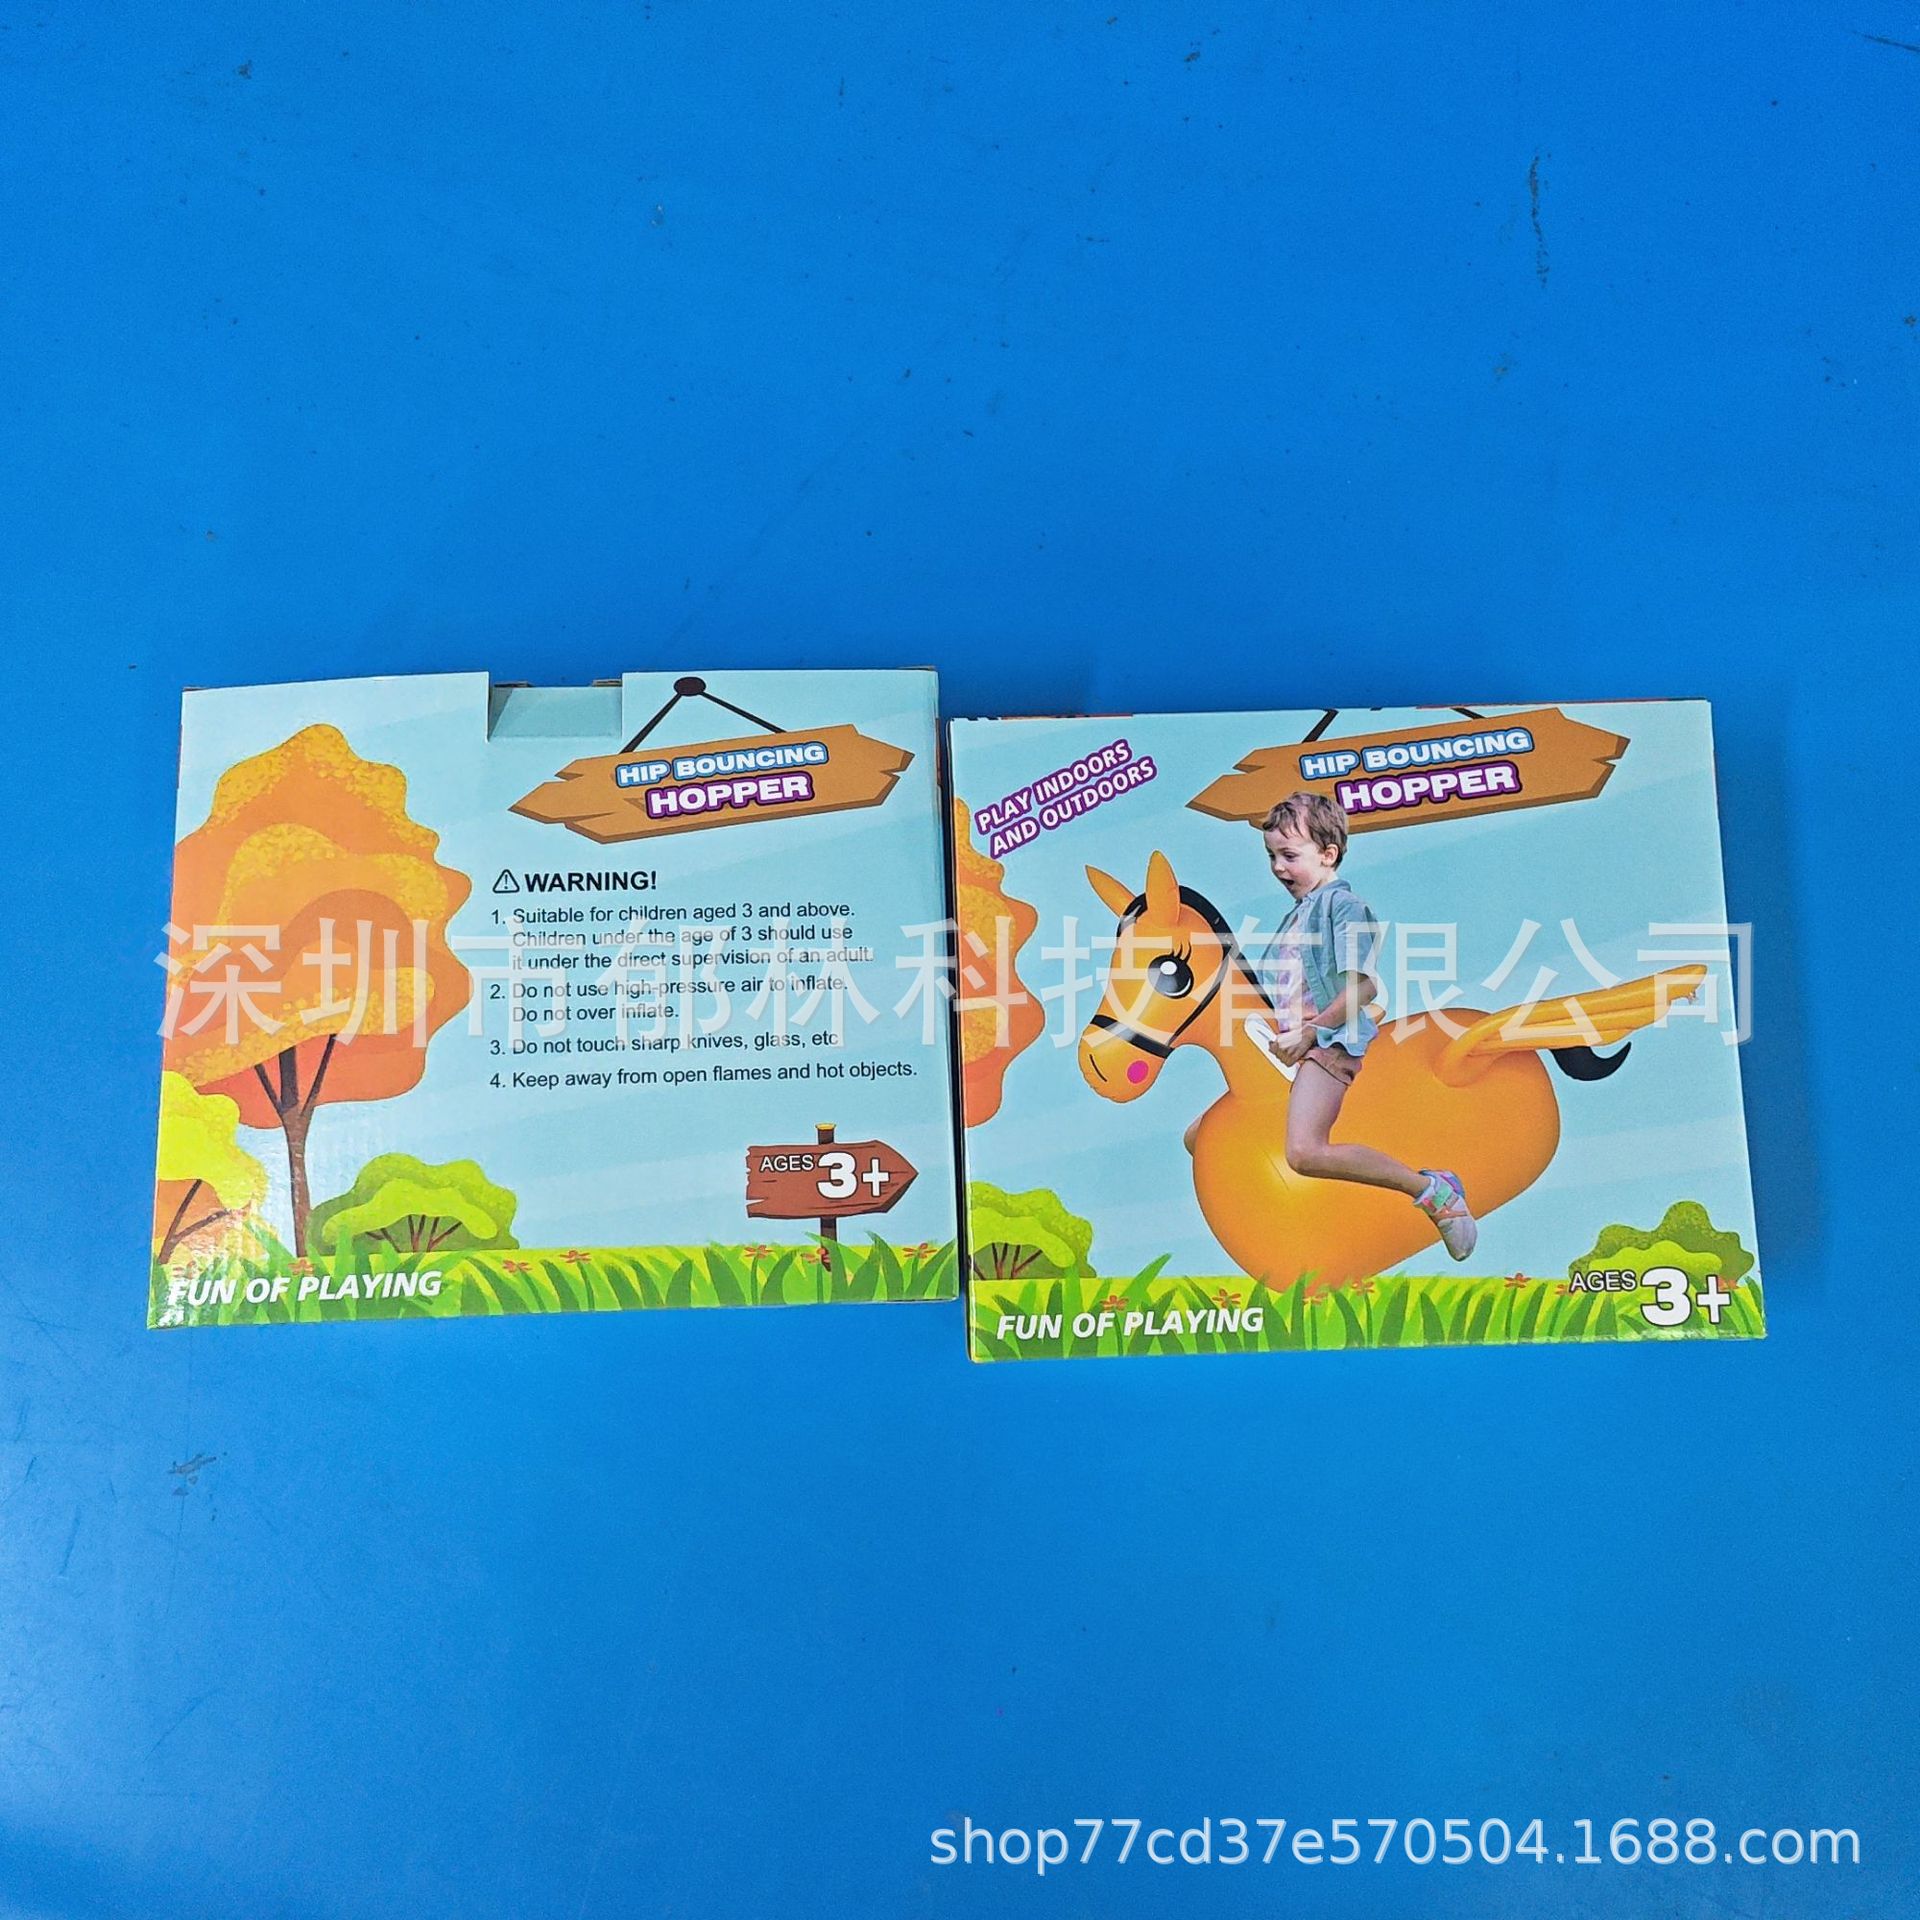 HIP BOUNCING
HOPPER
WARNING!
1. Suitable for children aged 3 and above.
Children under the age of 3 should use
it under the direct supervision of an adult.
2. Do not use high-pressure air to inflate.
Do not over inflate.
3. Do not touch sharp knives, glass, etc
4. Keep away from open flames and hot objects.
AGES 3+
FUN OF PLAYING
PLAY INDOORS
AND OUTDOORS
HIP BOUNCING
HOPPER
AGES 3+
FUN OF PLAYING
深圳市郁林科技有限公司
shop77cd37e570504.1688.com